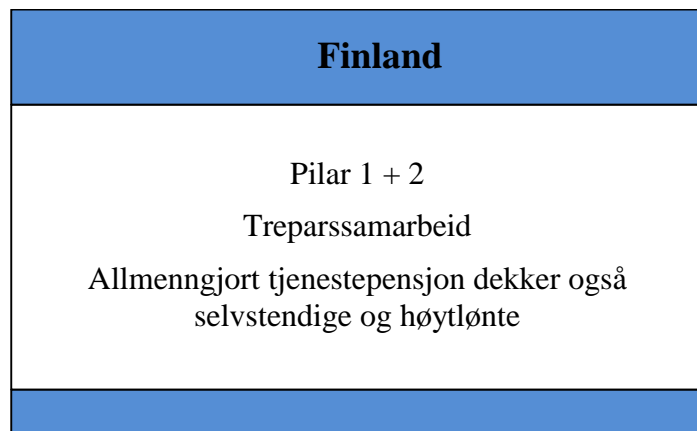 Finland
Pilar 1 + 2
Treparssamarbeid
Allmenngjort tjenestepensjon dekker også
selvstendige og høytlønte